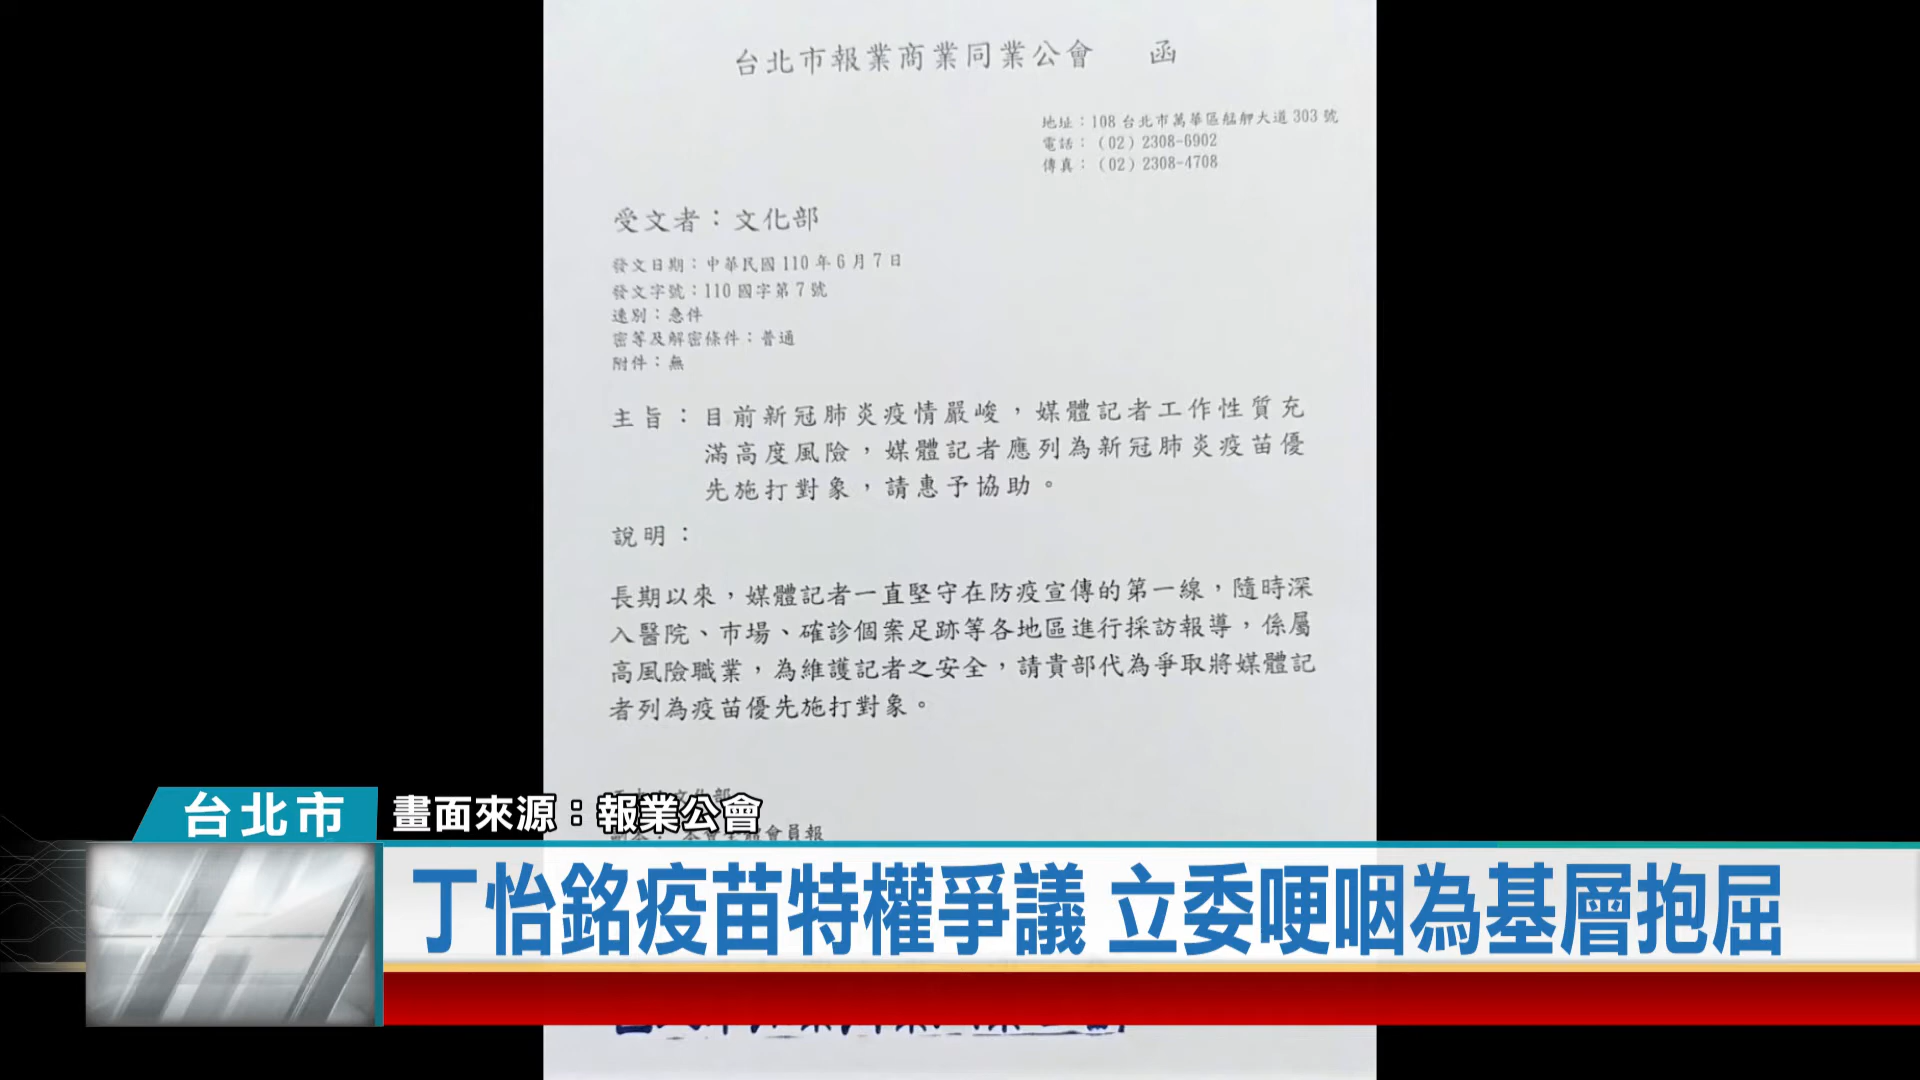 台北市報業商業同業公會 函
地址：108 台北市萬華區艋舺大道 303 號
電話：（02）2308-6902
傳真：（02）2308-4708
受文者：文化部
發文日期：中華民國 110 年 6 月 7 日
發文字號：110 國字第 7 號
速別：急件
密等及解密條件：普通
附件：無
主旨：目前新冠肺炎疫情嚴峻，媒體記者工作性質充
滿高度風險，媒體記者應列為新冠肺炎疫苗優
先施打對象，請惠予協助。
說明：
長期以來，媒體記者一直堅守在防疫宣傳的第一線，隨時深
入醫院、市場、確診個案足跡等各地區進行採訪報導，係屬
高風險職業，為維護記者之安全，請貴部代為爭取將媒體記
者列為疫苗優先施打對象。
台北市
畫面來源：報業公會
會員報
丁怡銘疫苗特權爭議 立委哽咽為基層抱屈